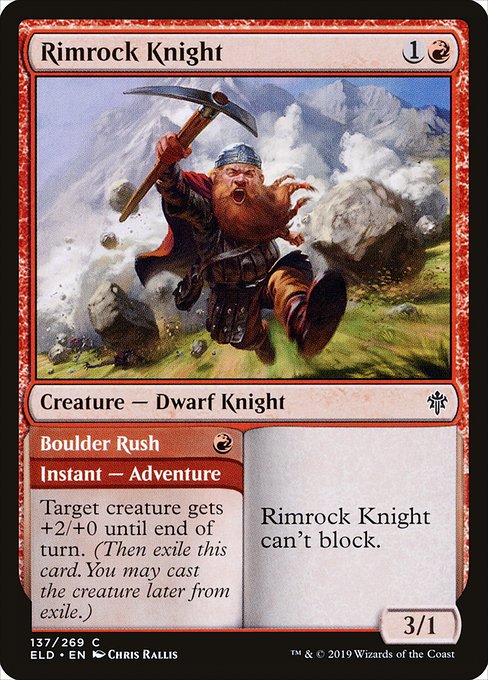 Rimrock Knight 1
Creature — Dwarf Knight
Boulder Rush
Instant — Adventure
Target creature gets
+2/+0 until end of
turn. (Then exile this
card. You may cast
the creature later from
exile.)
Rimrock Knight
can't block.
3/1
137/269 C
ELD • EN Chris Rallis
™ & © 2019 Wizards of the Coast